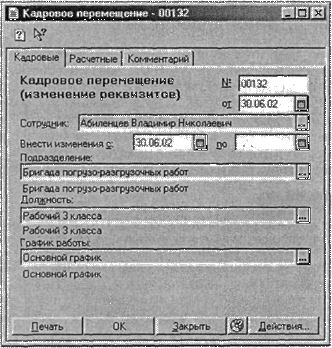 Кадровое перемещение - 00132
Кадровые Расчетные Комментарий
Кадровое перемещение
(изменение реквизитов)
№ 00132
от 30.06.02
Сотрудник: Абиленцев Владимир Николаевич
Внести изменения с: 30.06.02 по
Подразделение:
Бригада погрузо-разгрузочных работ
Бригада погрузо-разгрузочных работ
Должность:
Рабочий 3 класса
Рабочий 3 класса
График работы:
Основной график
Основной график
Печать OK Закрыть Действия...